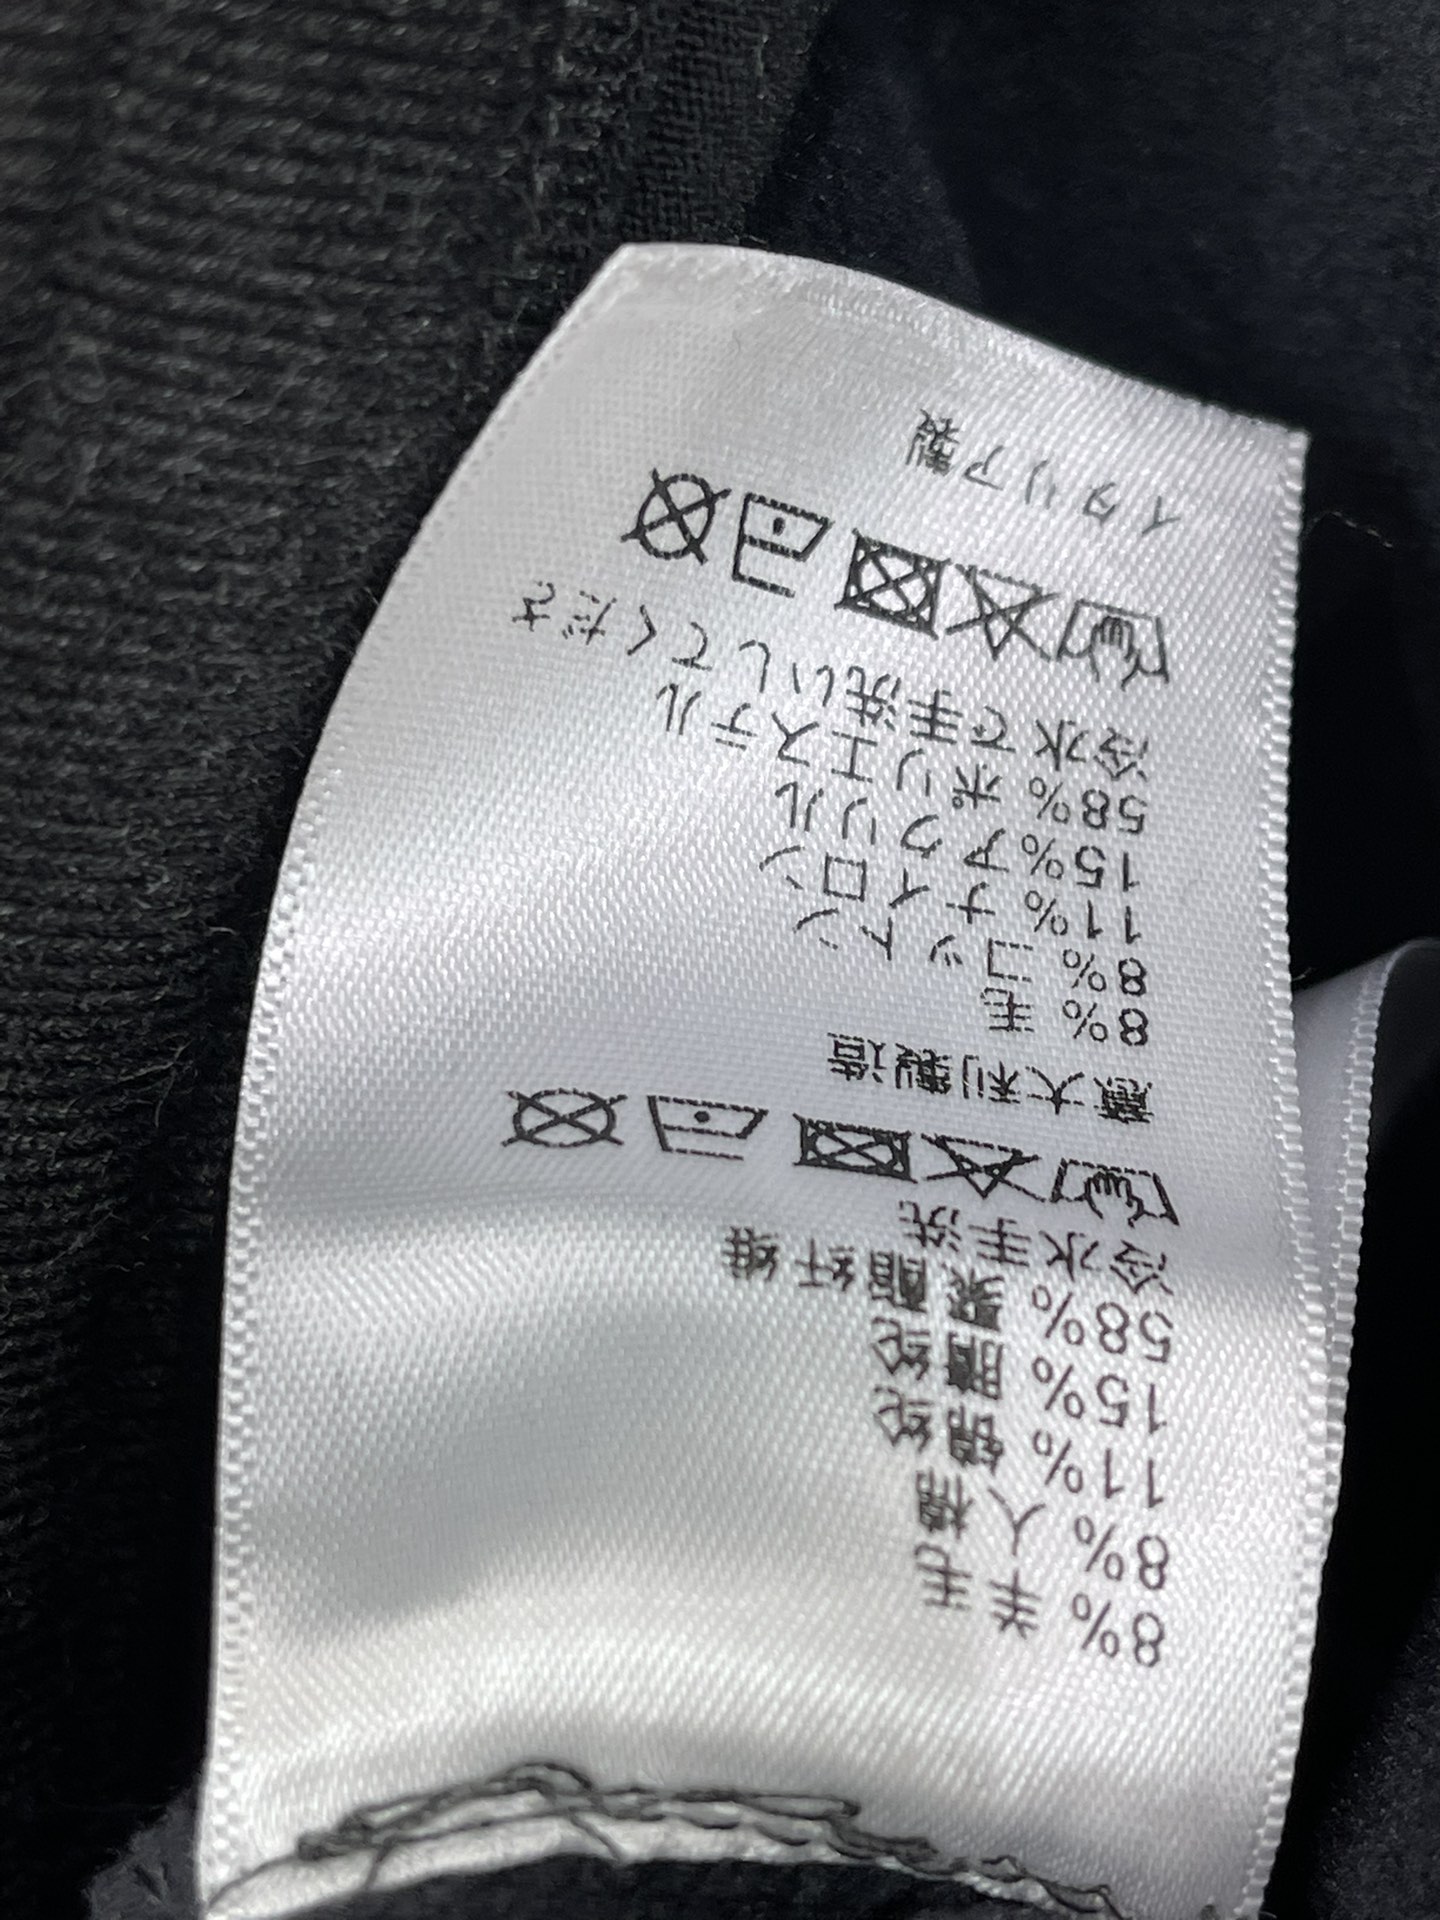 8% 羊毛
8% 人棉
11% 锦纶
15% 腈纶
58% 聚酯纤维
冷水手洗
意大利製造
8% 毛
8% コットン
11% ナイロン
15% アクリル
58% ポリエステル
冷水で手洗いしてくださ
イタリア製